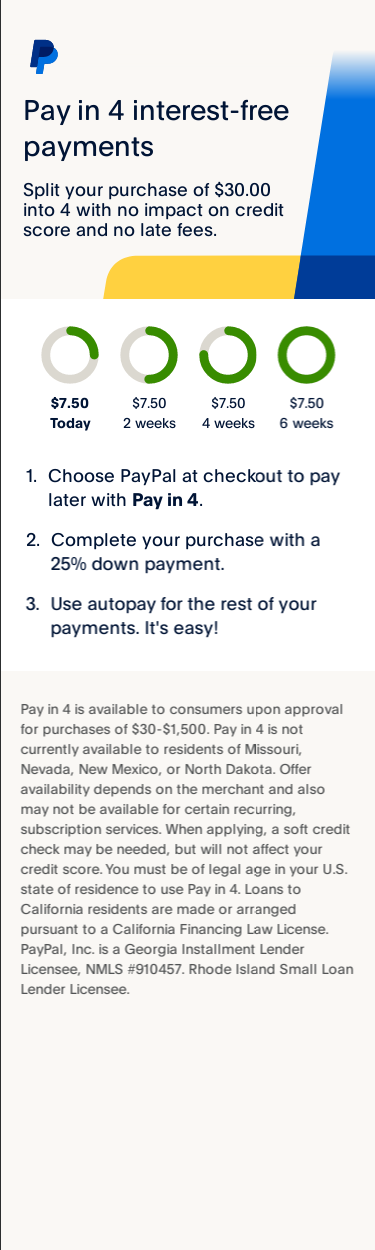 Pay in 4 interest-free
payments
Split your purchase of $30.00
into 4 with no impact on credit
score and no late fees.
$7.50 $7.50 $7.50 $7.50
Today 2 weeks 4 weeks 6 weeks
1. Choose PayPal at checkout to pay
later with Pay in 4.
2. Complete your purchase with a
25% down payment.
3. Use autopay for the rest of your
payments. It's easy!
Pay in 4 is available to consumers upon approval
for purchases of $30-$1,500. Pay in 4 is not
currently available to residents of Missouri,
Nevada, New Mexico, or North Dakota. Offer
availability depends on the merchant and also
may not be available for certain recurring,
subscription services. When applying, a soft credit
check may be needed, but will not affect your
credit score. You must be of legal age in your U.S.
state of residence to use Pay in 4. Loans to
California residents are made or arranged
pursuant to a California Financing Law License.
PayPal, Inc. is a Georgia Installment Lender
Licensee, NMLS #910457. Rhode Island Small Loan
Lender Licensee.